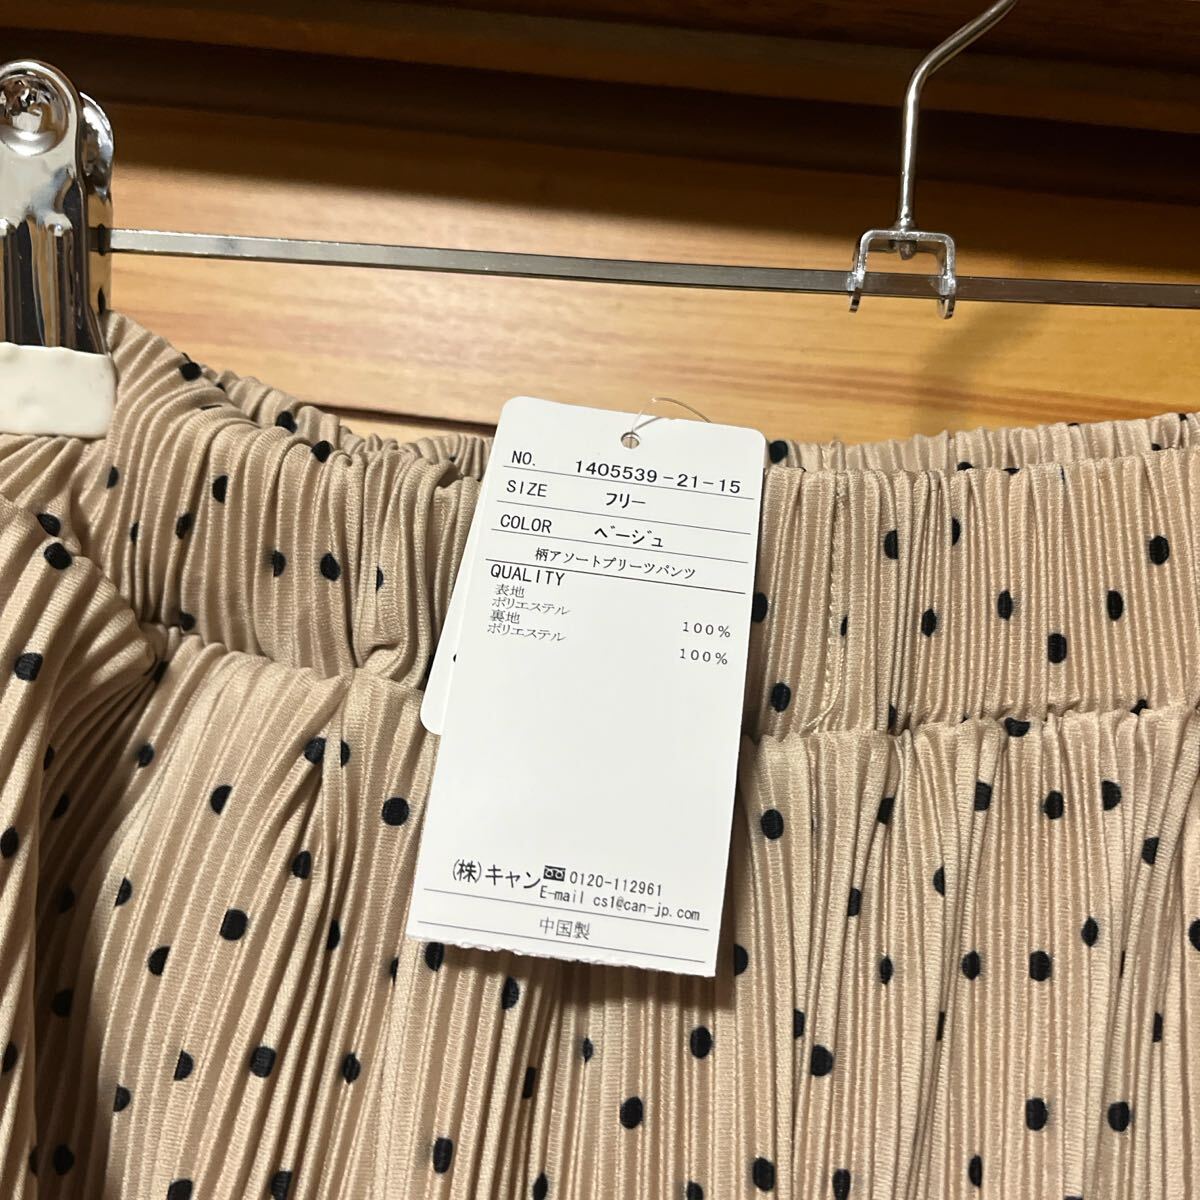 NO. 1405539-21-15
SIZE フリー
COLOR ベージュ
柄アソートプリーツパンツ
QUALITY
表地
ポリエステル 100%
裏地
ポリエステル 100%
(株)キャン 0120-112961
E-mail cs1@can-jp.com
中国製